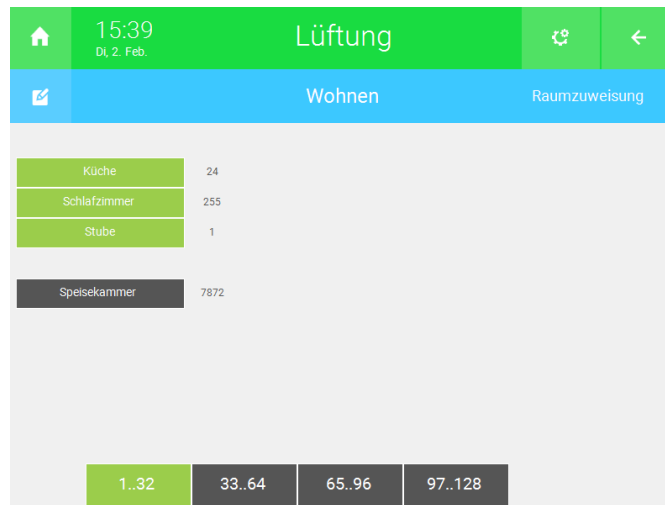 15:39
Di, 2. Feb.
Lüftung
Wohnen
Raumzuweisung
Küche 24
Schlafzimmer 255
Stube 1
Speisekammer 7872
1..32 33..64 65..96 97..128